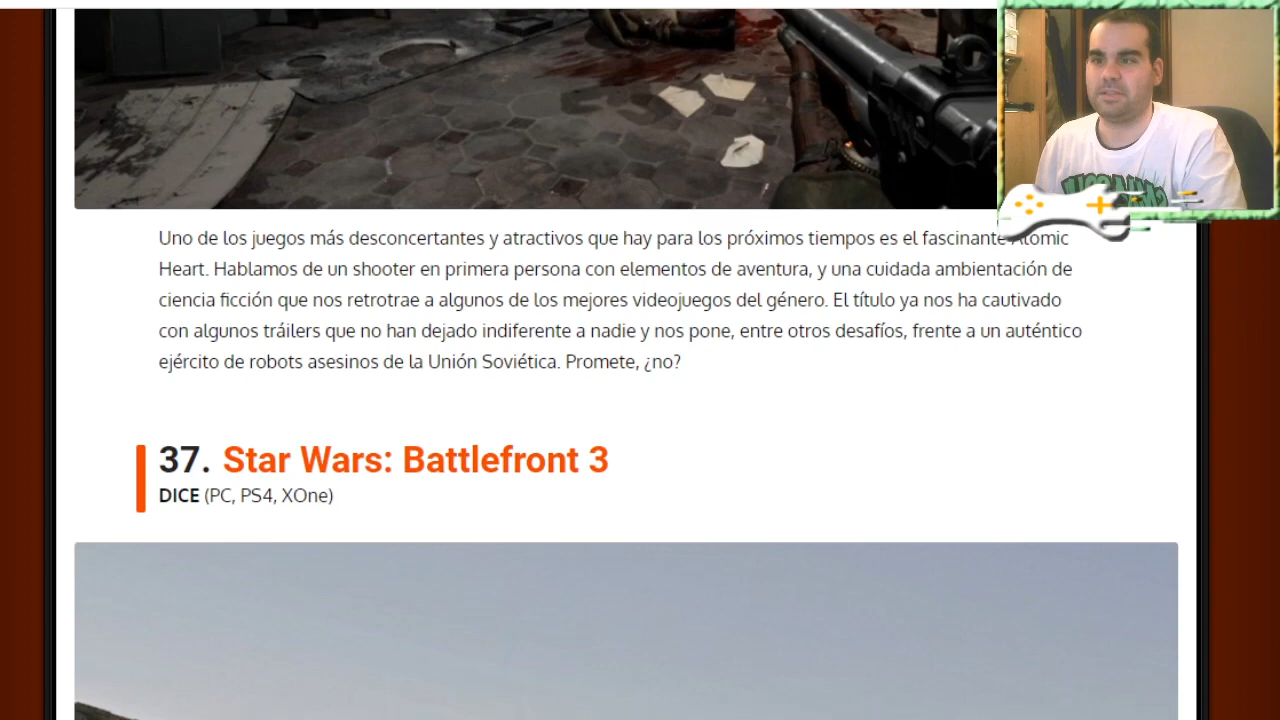 Uno de los juegos más desconcertantes y atractivos que hay para los próximos tiempos es el fascinante Atomic
Heart. Hablamos de un shooter en primera persona con elementos de aventura, y una cuidada ambientación de
ciencia ficción que nos retrotrae a algunos de los mejores videojuegos del género. El título ya nos ha cautivado
con algunos tráilers que no han dejado indiferente a nadie y nos pone, entre otros desafíos, frente a un auténtico
ejército de robots asesinos de la Unión Soviética. Promete, ¿no?
37. Star Wars: Battlefront 3
DICE (PC, PS4, XOne)